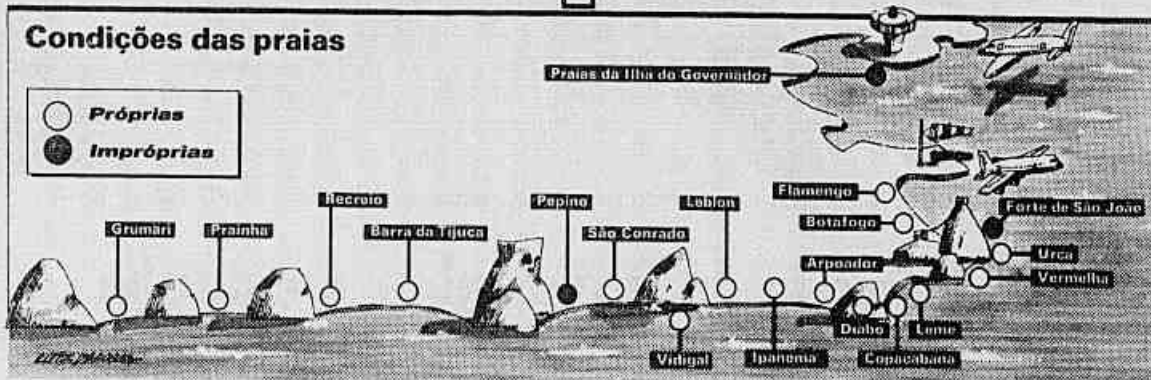 Condições das praias
Próprias
Impróprias
Praias da Ilha do Governador
Flamengo
Botafogo
Forte de São João
Urca
Vermelha
Grumari
Prainha
Recreio
Barra da Tijuca
Pepino
São Conrado
Leblon
Arpoador
Vidigal
Ipanema
Diabo
Copacabana
Leme